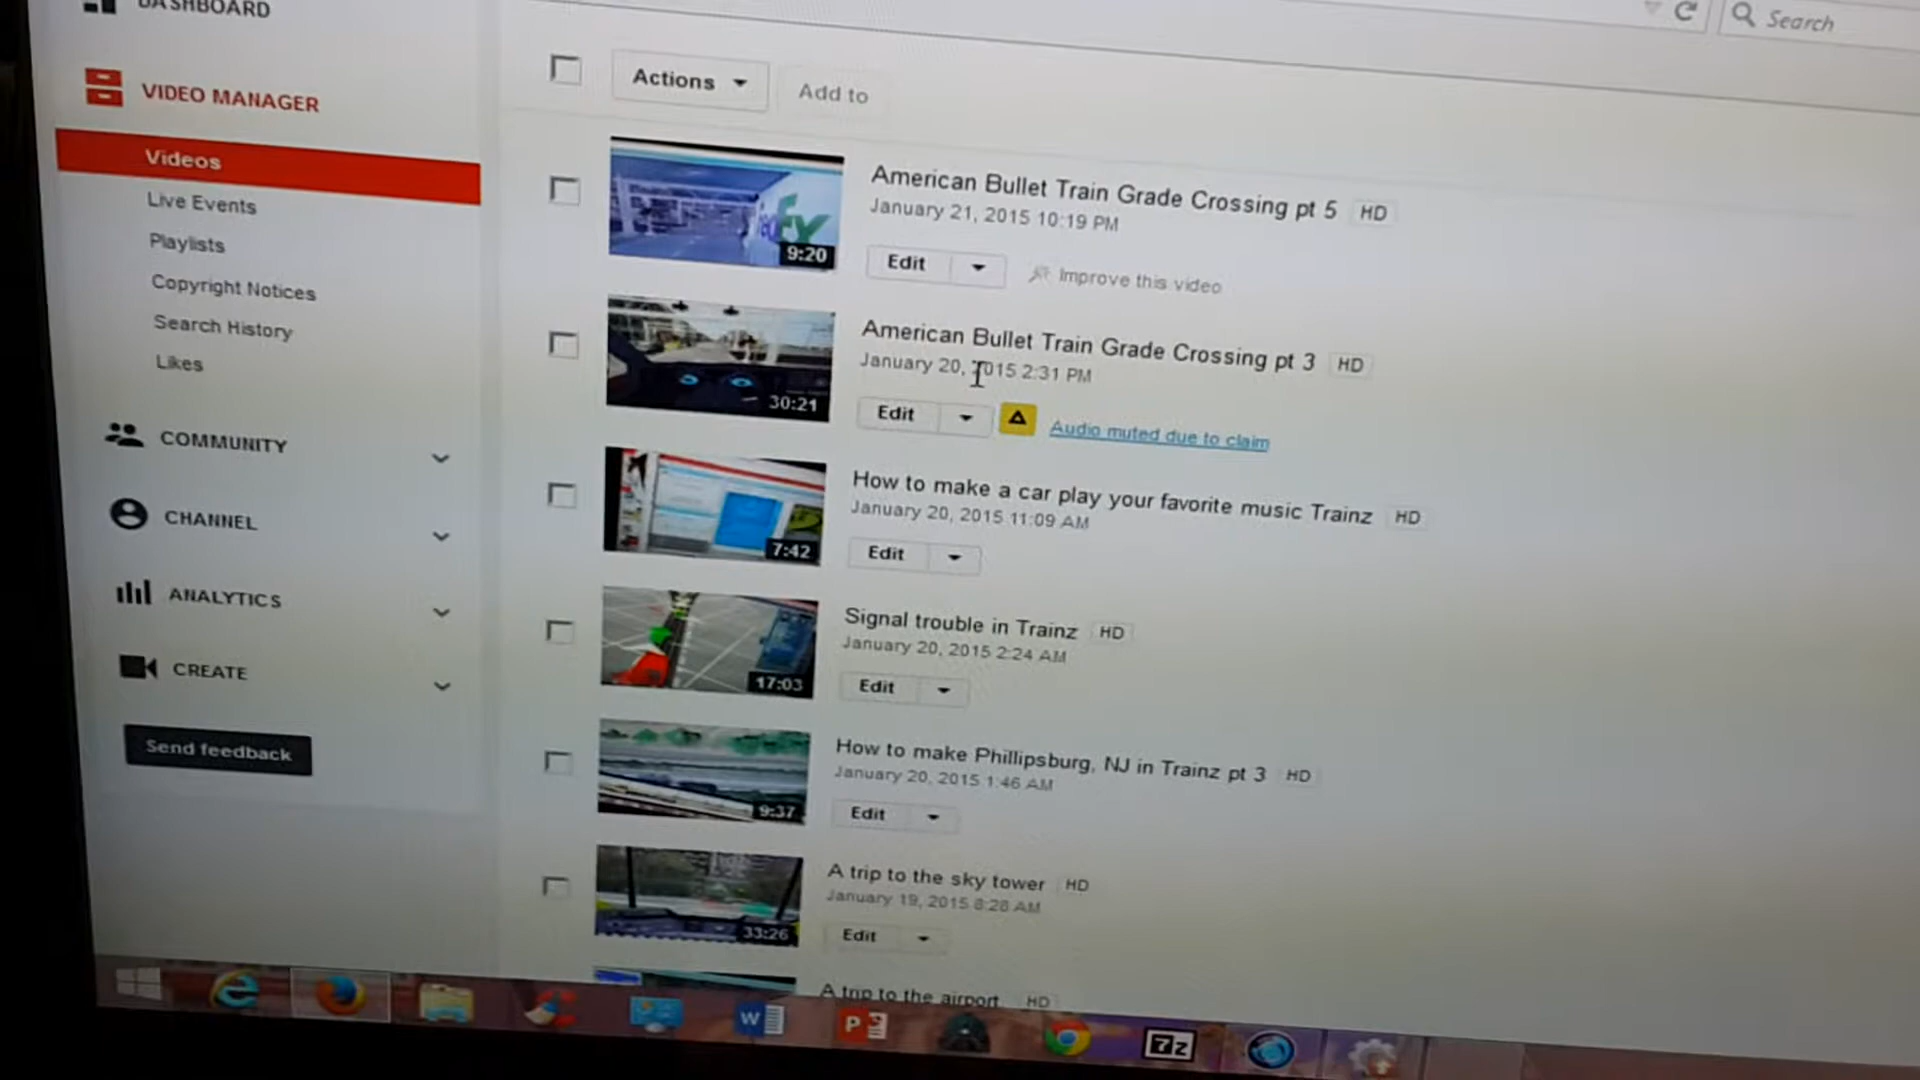 DASHBOARD
Search
VIDEO MANAGER
Actions
Add to
Videos
Live Events
Playlists
Copyright Notices
Search History
Likes
COMMUNITY
CHANNEL
ANALYTICS
CREATE
Send feedback
FedEx
9:20
American Bullet Train Grade Crossing pt 5 HD
January 21, 2015 10:19 PM
Edit
Improve this video
30:21
American Bullet Train Grade Crossing pt 3 HD
January 20, 2015 2:31 PM
Edit
Audio muted due to claim
7:42
How to make a car play your favorite music Trainz HD
January 20, 2015 11:09 AM
Edit
17:03
Signal trouble in Trainz HD
January 20, 2015 2:24 AM
Edit
9:37
How to make Phillipsburg, NJ in Trainz pt 3 HD
January 20, 2015 1:46 AM
Edit
33:26
A trip to the sky tower HD
January 19, 2015 8:28 AM
Edit
A trip to the airport HD
W
P
7z